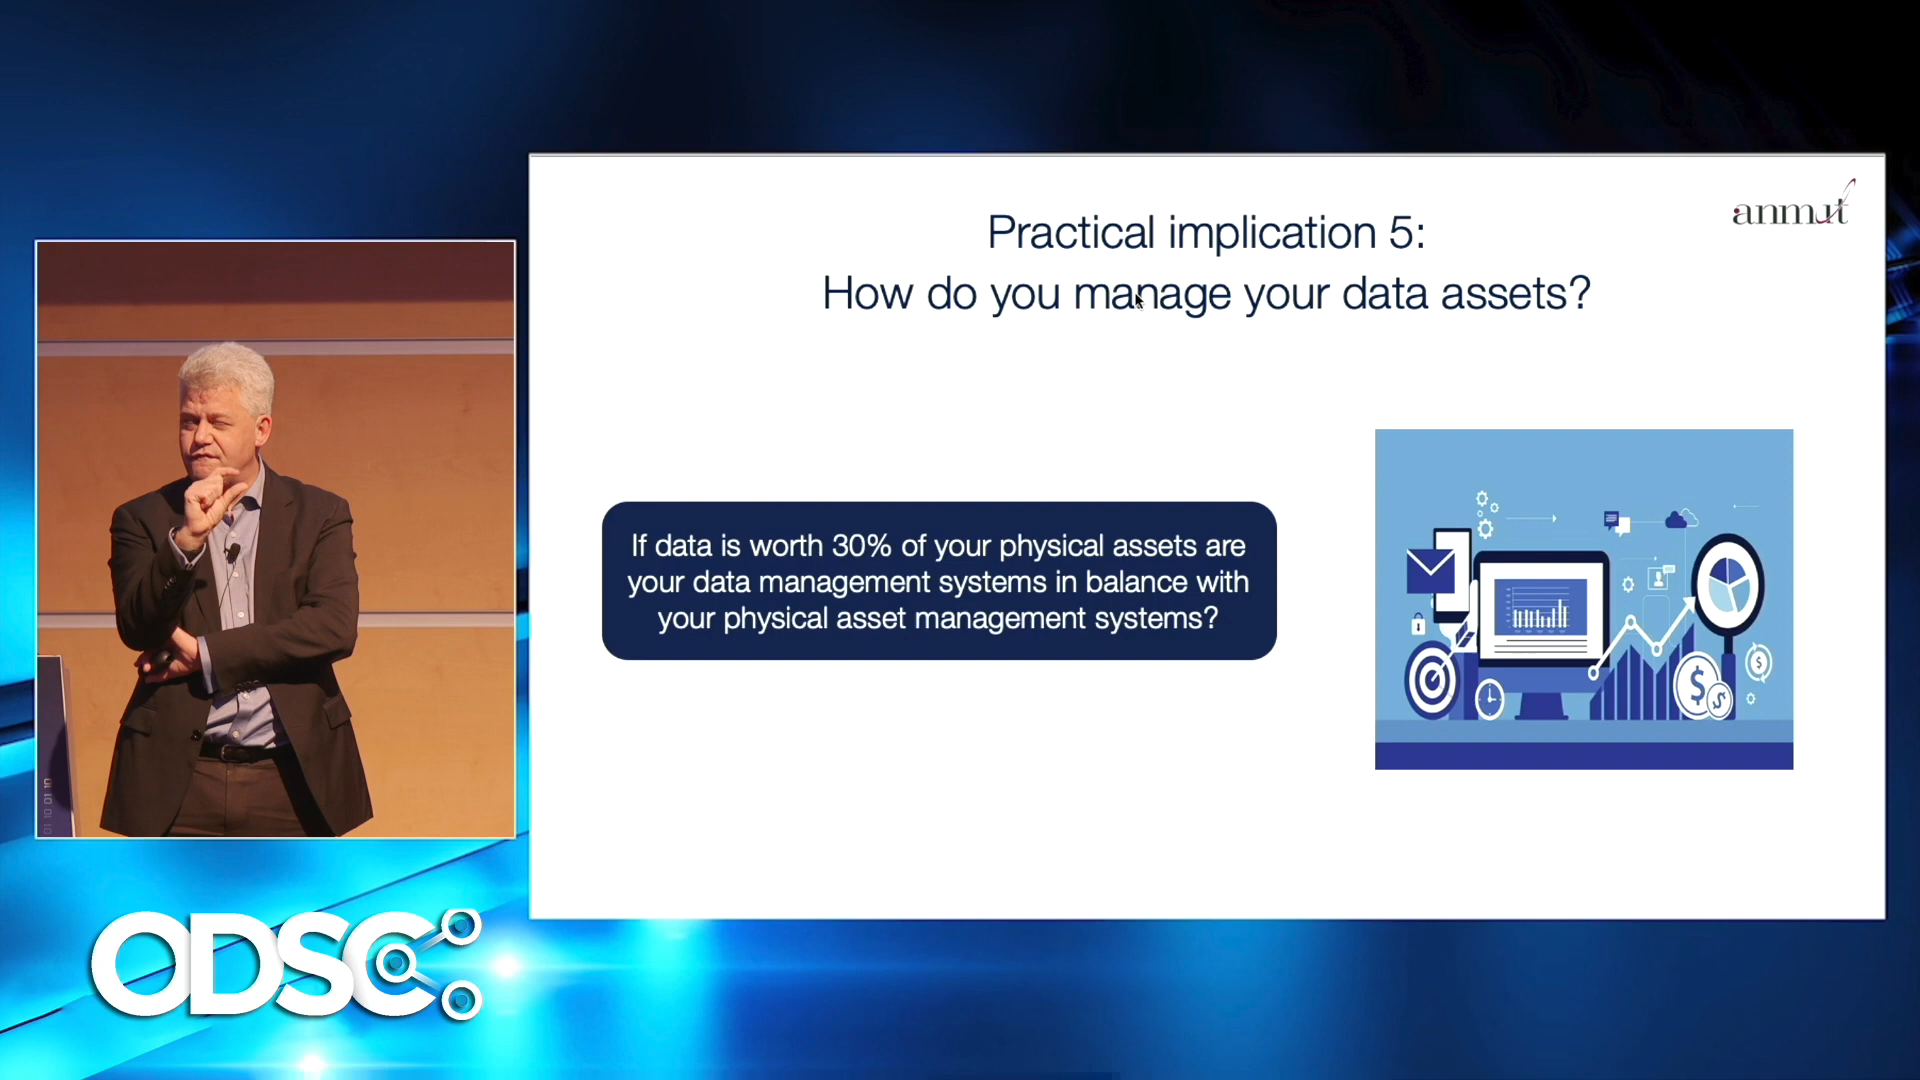 anmut
Practical implication 5:
How do you manage your data assets?
If data is worth 30% of your physical assets are
your data management systems in balance with
your physical asset management systems?
$
$
$
ODSC